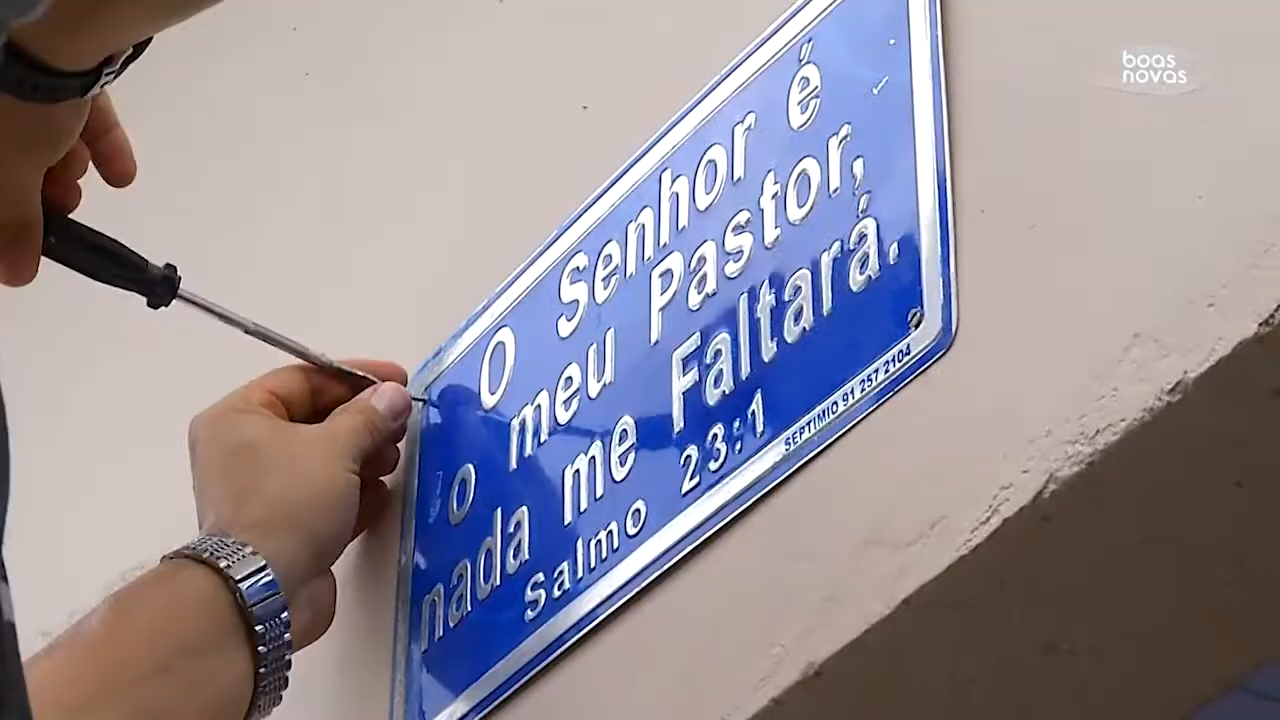 boas
novas
O Senhor é
o meu Pastor,
nada me Faltará.
Salmo 23:1
SEPTIMIO 91 257 2104